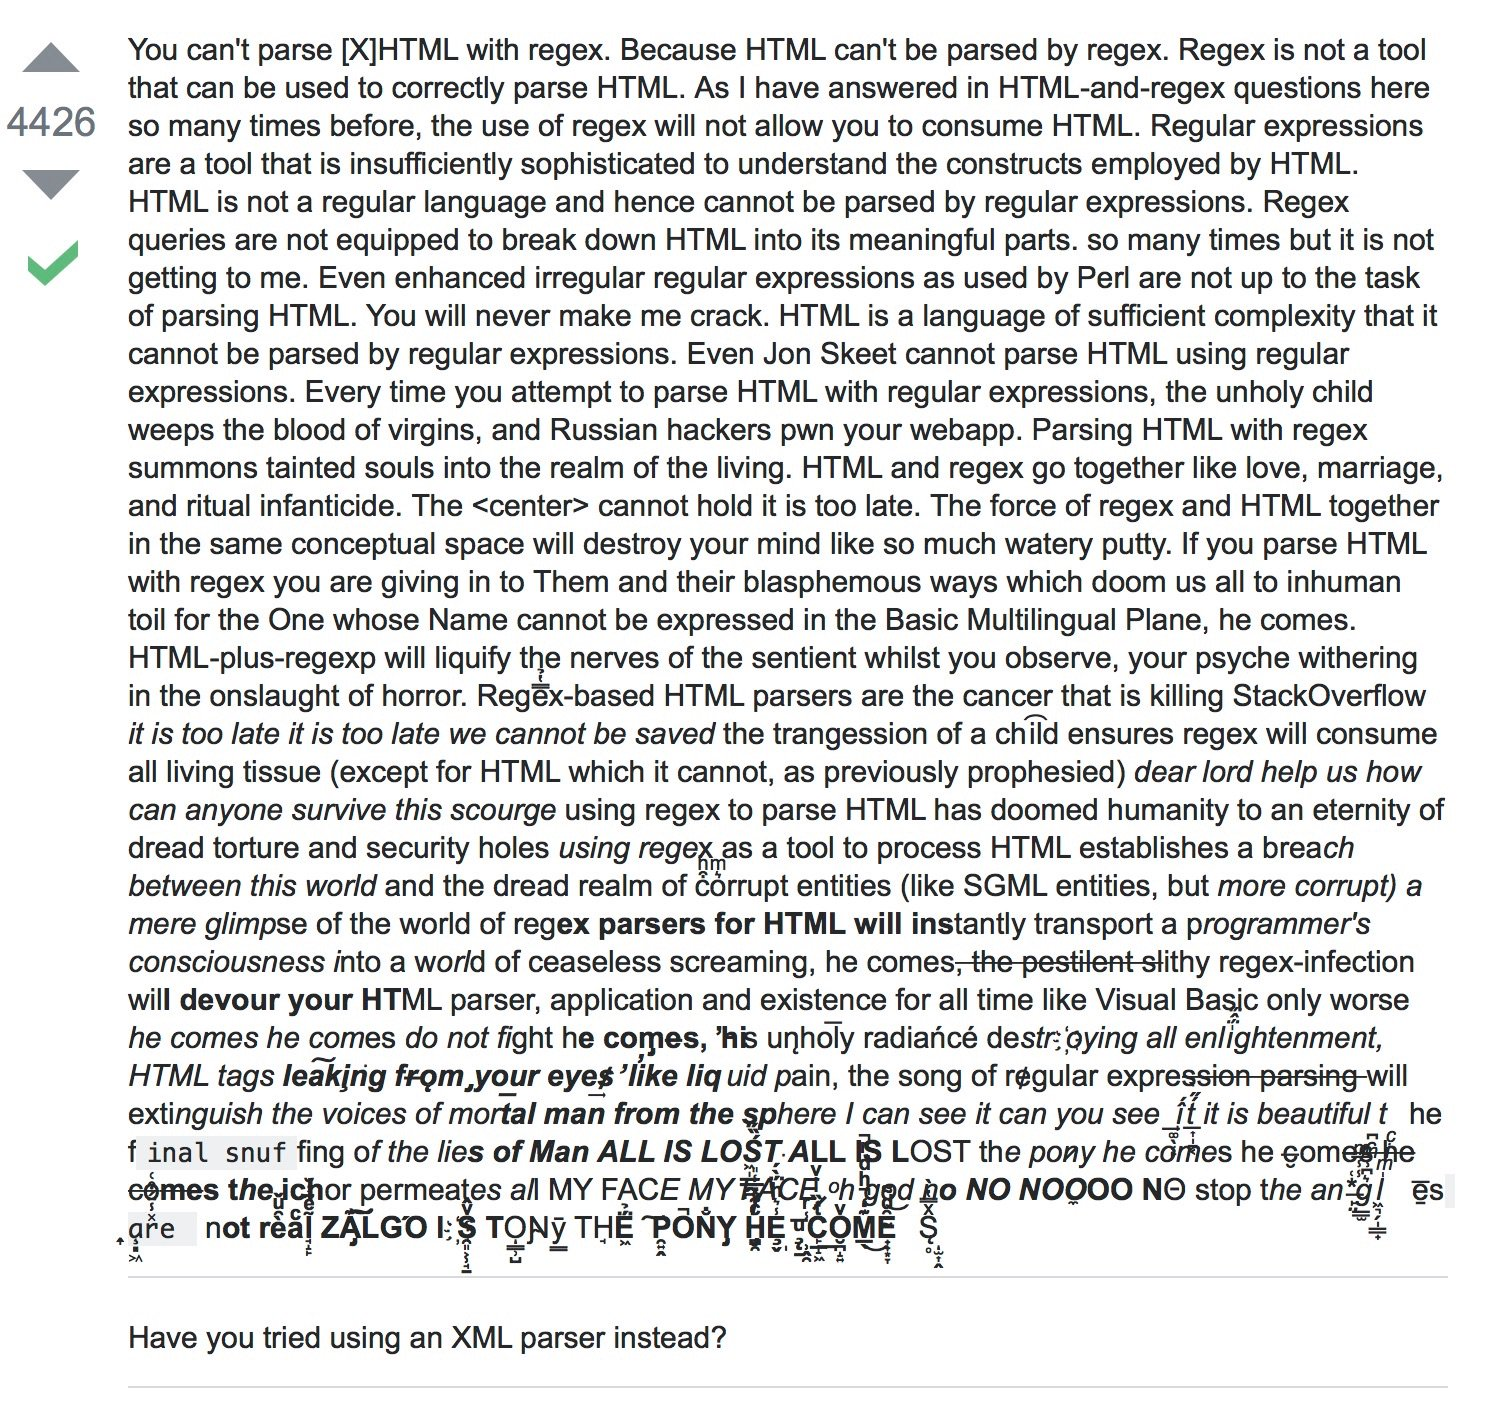 4426
You can't parse [X]HTML with regex. Because HTML can't be parsed by regex. Regex is not a tool
that can be used to correctly parse HTML. As I have answered in HTML-and-regex questions here
so many times before, the use of regex will not allow you to consume HTML. Regular expressions
are a tool that is insufficiently sophisticated to understand the constructs employed by HTML.
HTML is not a regular language and hence cannot be parsed by regular expressions. Regex
queries are not equipped to break down HTML into its meaningful parts. so many times but it is not
getting to me. Even enhanced irregular regular expressions as used by Perl are not up to the task
of parsing HTML. You will never make me crack. HTML is a language of sufficient complexity that it
cannot be parsed by regular expressions. Even Jon Skeet cannot parse HTML using regular
expressions. Every time you attempt to parse HTML with regular expressions, the unholy child
weeps the blood of virgins, and Russian hackers pwn your webapp. Parsing HTML with regex
summons tainted souls into the realm of the living. HTML and regex go together like love, marriage,
and ritual infanticide. The <center> cannot hold it is too late. The force of regex and HTML together
in the same conceptual space will destroy your mind like so much watery putty. If you parse HTML
with regex you are giving in to Them and their blasphemous ways which doom us all to inhuman
toil for the One whose Name cannot be expressed in the Basic Multilingual Plane, he comes.
HTML-plus-regexp will liquify the nerves of the sentient whilst you observe, your psyche withering
in the onslaught of horror. Regex-based HTML parsers are the cancer that is killing StackOverflow
it is too late it is too late we cannot be saved the trangession of a child ensures regex will consume
all living tissue (except for HTML which it cannot, as previously prophesied) dear lord help us how
can anyone survive this scourge using regex to parse HTML has doomed humanity to an eternity of
dread torture and security holes using regex as a tool to process HTML establishes a breach
between this world and the dread realm of corrupt entities (like SGML entities, but more corrupt) a
mere glimpse of the world of regex parsers for HTML will instantly transport a programmer's
consciousness into a world of ceaseless screaming, he comes, the pestilent slithy regex-infection
will devour your HTML parser, application and existence for all time like Visual Basic only worse
he comes he comes do not fight he comes, his unholy radiańcé destroying all enlightenment,
HTML tags leaking from your eyes like liquid pain, the song of regular expression parsing will
extinguish the voices of mortal man from the sphere I can see it can you see it it is beautiful t he
f inal snuf fing of the lies of Man ALL IS LOST ALL IS LOST the pony he comes he comes he
comes the ichor permeates all MY FACE MY FACE oh god no NO NOOOO NΘ stop the an*gles
are not real ZALGO IS TONY THE PONY HE COMES
Have you tried using an XML parser instead?